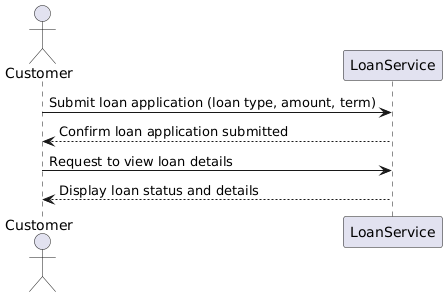 Customer
LoanService
Submit loan application (loan type, amount, term)
Confirm loan application submitted
Request to view loan details
Display loan status and details
Customer
LoanService